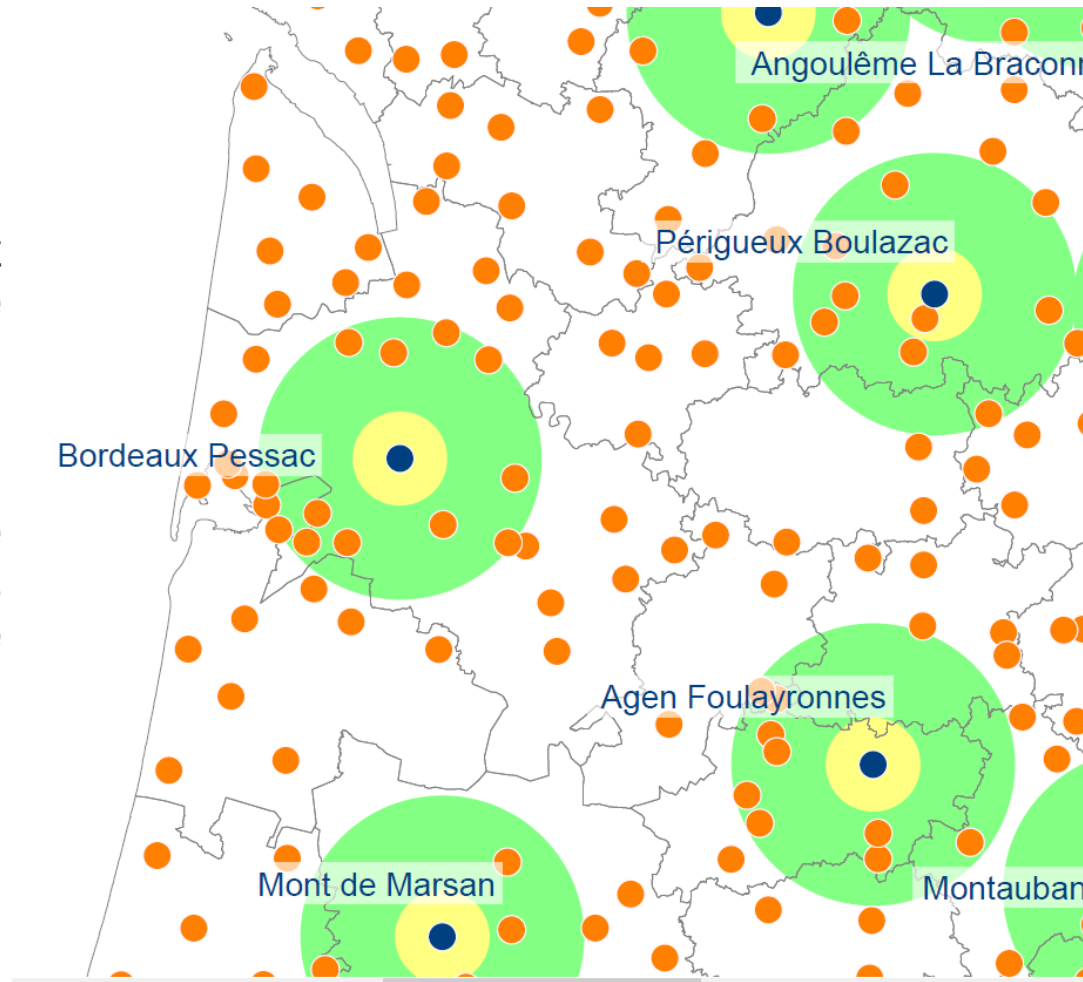 Angoulême La Braconn
Périgueux Boulazac
Bordeaux Pessac
Agen Foulayronnes
Mont de Marsan
Montauban